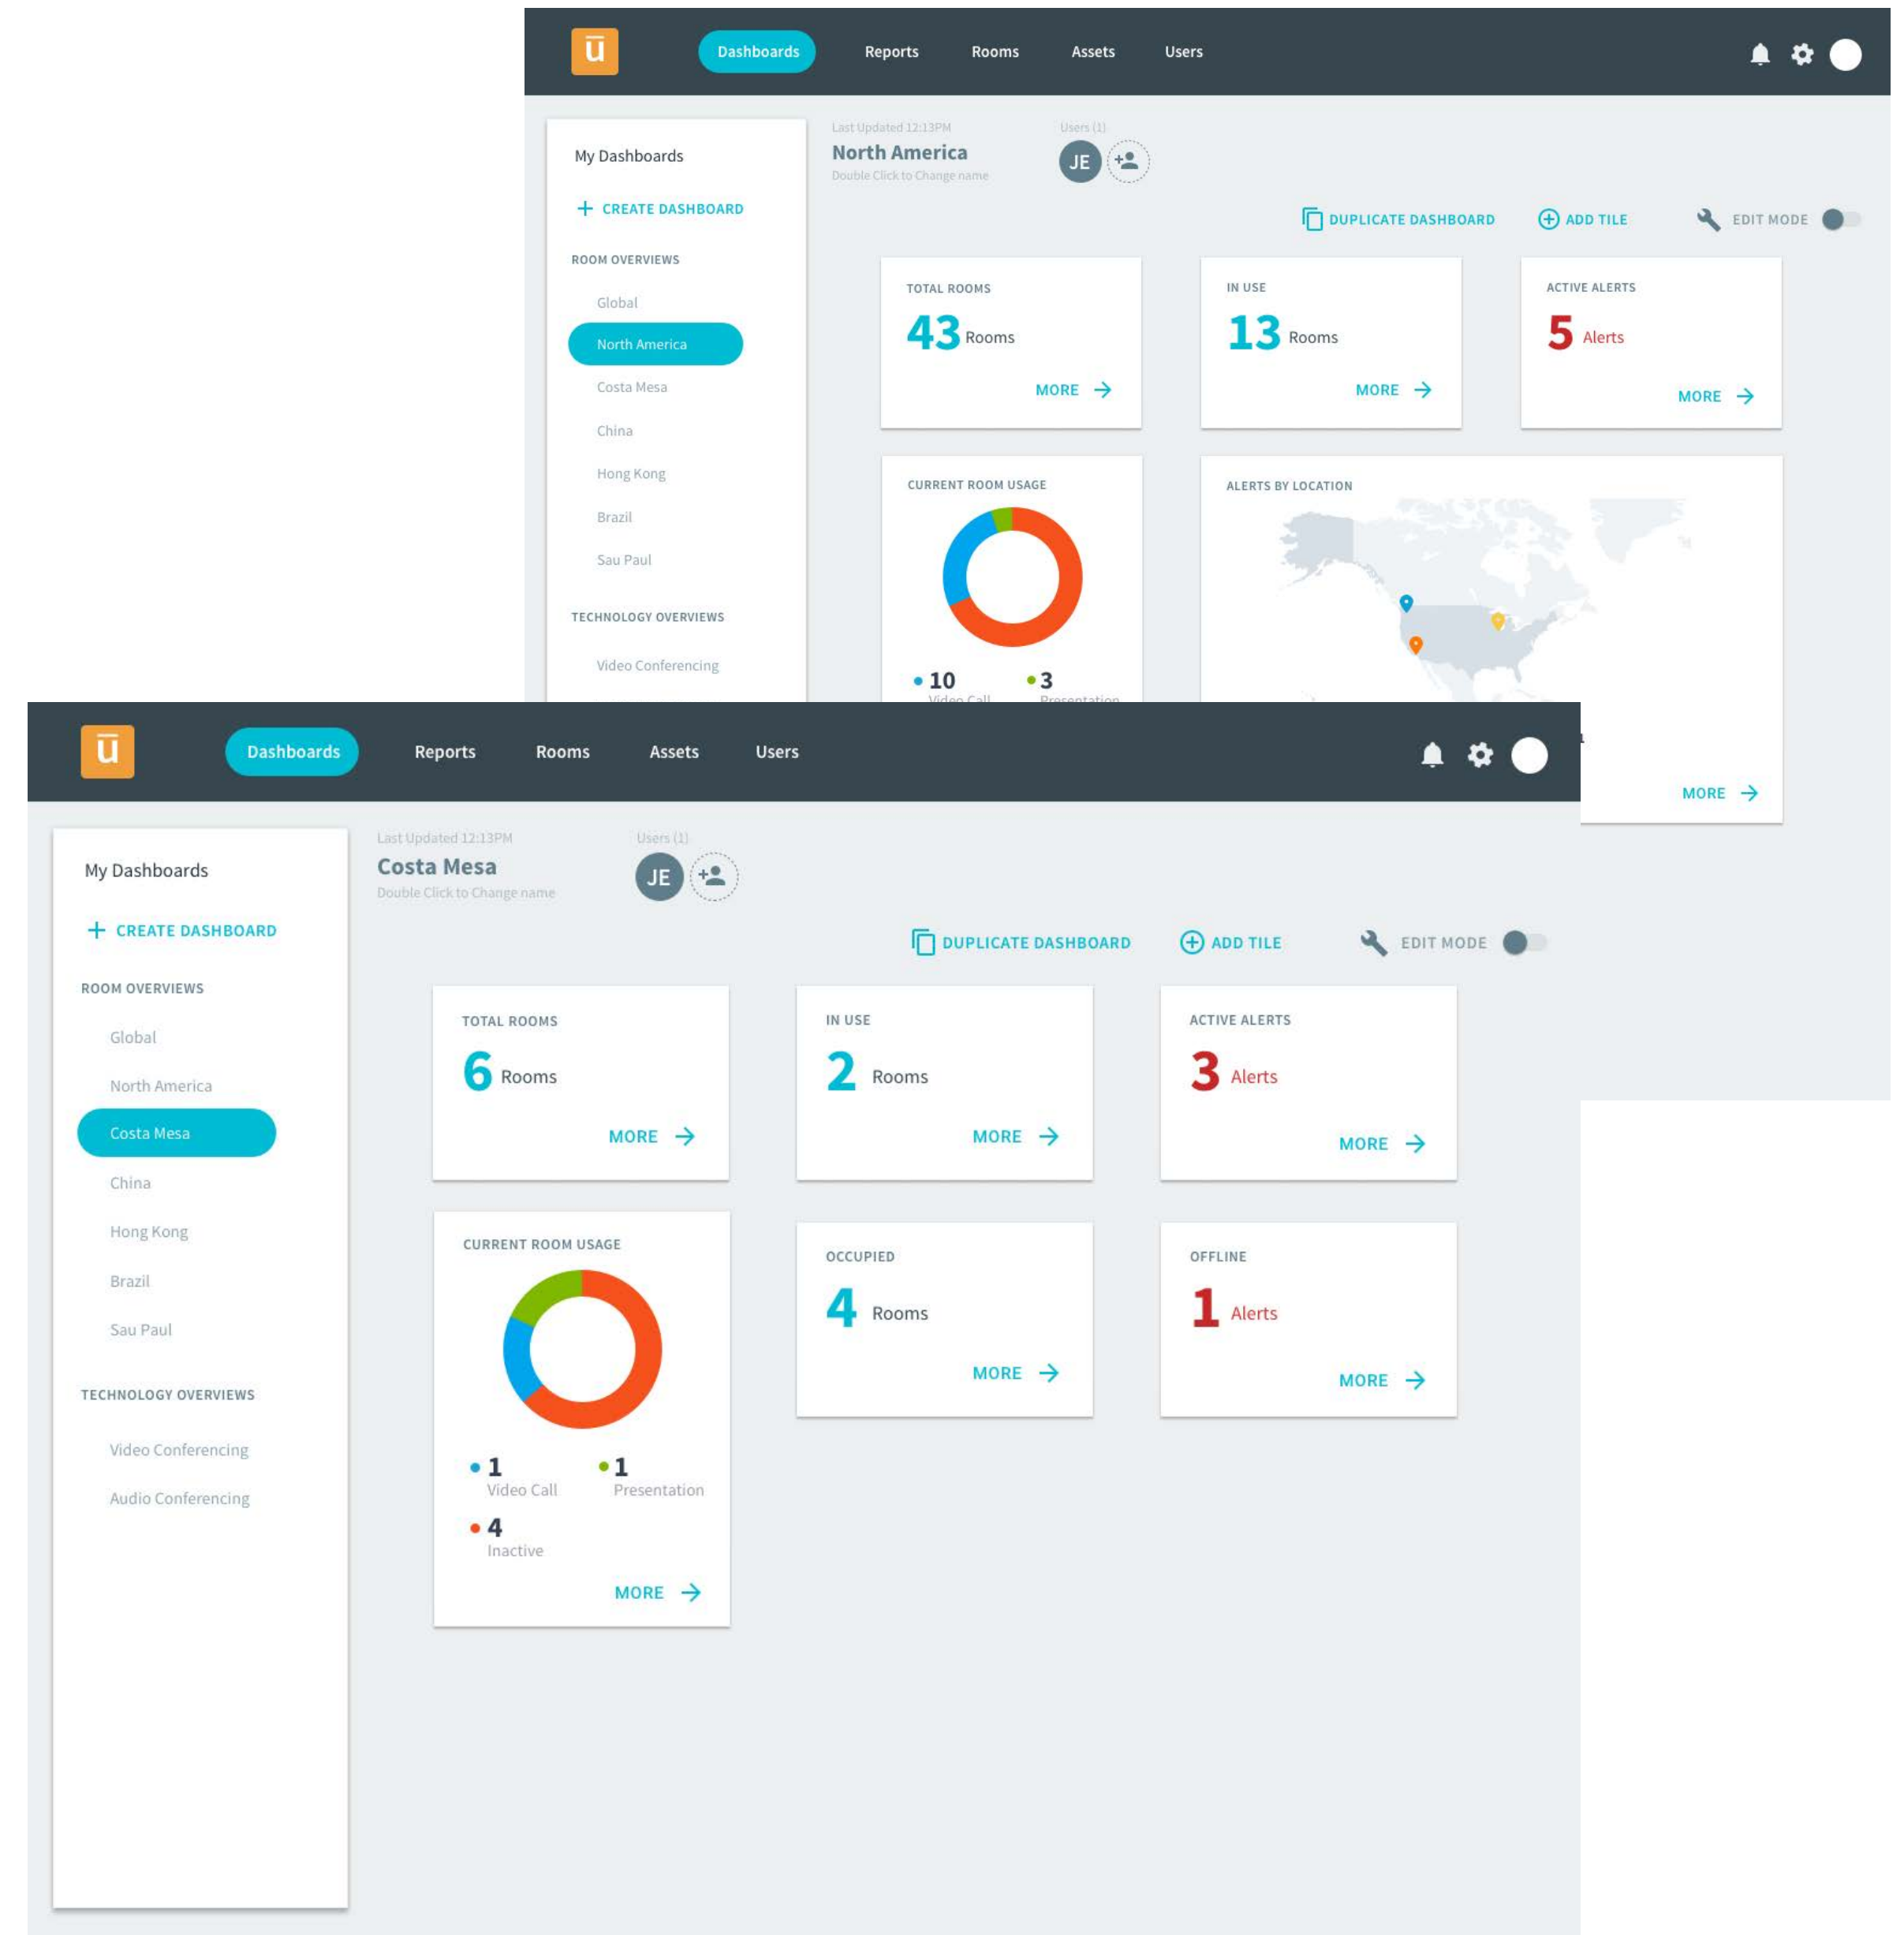 ū
Dashboards Reports Rooms Assets Users
My Dashboards
+ CREATE DASHBOARD
ROOM OVERVIEWS
Global
North America
Costa Mesa
China
Hong Kong
Brazil
Sau Paul
TECHNOLOGY OVERVIEWS
Video Conferencing
Last Updated 12:13PM
North America
Double Click to Change name
Users (1)
JE
DUPLICATE DASHBOARD
ADD TILE
EDIT MODE
TOTAL ROOMS
43 Rooms
MORE
IN USE
13 Rooms
MORE
ACTIVE ALERTS
5 Alerts
MORE
CURRENT ROOM USAGE
10
Video Call
3
Presentation
ALERTS BY LOCATION
MORE
ū
Dashboards Reports Rooms Assets Users
My Dashboards
+ CREATE DASHBOARD
ROOM OVERVIEWS
Global
North America
Costa Mesa
China
Hong Kong
Brazil
Sau Paul
TECHNOLOGY OVERVIEWS
Video Conferencing
Audio Conferencing
Last Updated 12:13PM
Costa Mesa
Double Click to Change name
Users (1)
JE
DUPLICATE DASHBOARD
ADD TILE
EDIT MODE
TOTAL ROOMS
6 Rooms
MORE
IN USE
2 Rooms
MORE
ACTIVE ALERTS
3 Alerts
MORE
CURRENT ROOM USAGE
1
Video Call
1
Presentation
4
Inactive
MORE
OCCUPIED
4 Rooms
MORE
OFFLINE
1 Alerts
MORE